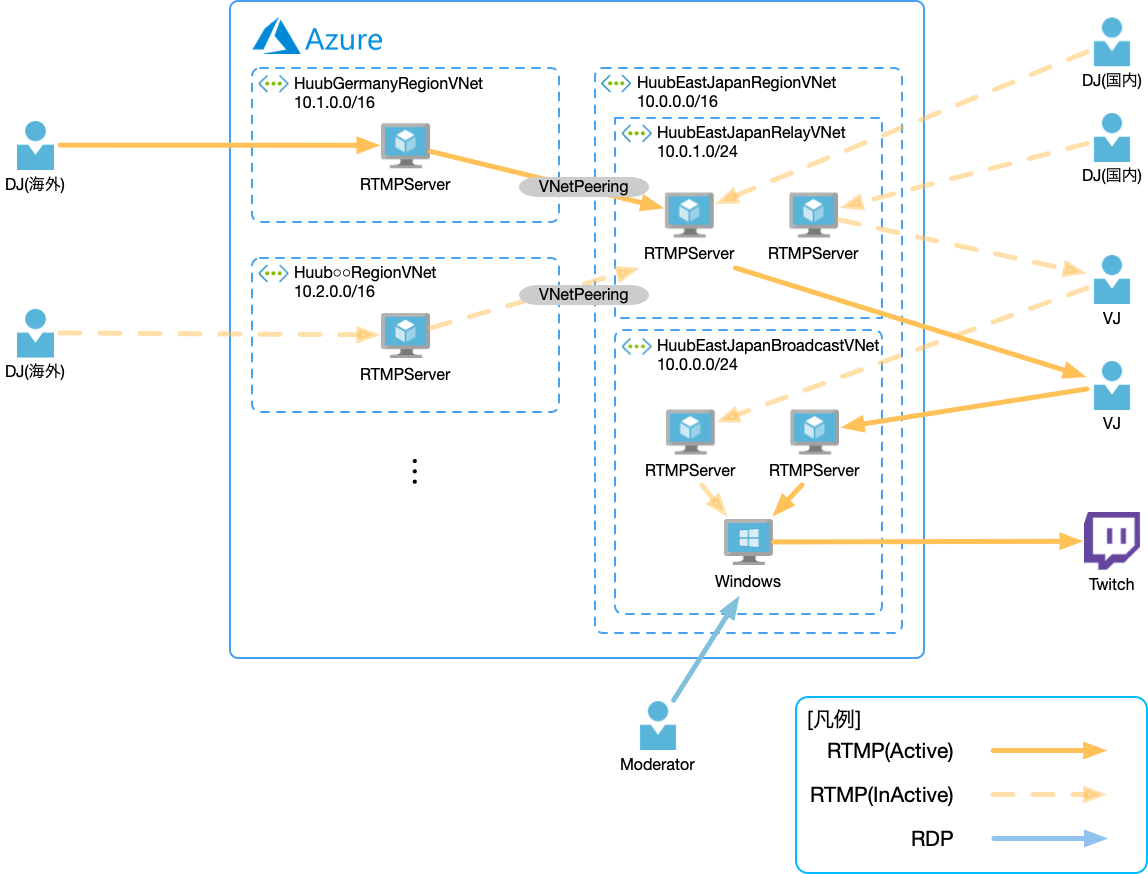 Azure
HuubGermanyRegionVNet
10.1.0.0/16
RTMPServer
DJ(海外)
VNetPeering
Huub○○RegionVNet
10.2.0.0/16
RTMPServer
DJ(海外)
VNetPeering
HuubEastJapanRegionVNet
10.0.0.0/16
HuubEastJapanRelayVNet
10.0.1.0/24
RTMPServer
RTMPServer
HuubEastJapanBroadcastVNet
10.0.0.0/24
RTMPServer
RTMPServer
Windows
DJ(国内)
DJ(国内)
VJ
VJ
Twitch
Moderator
[凡例]
RTMP(Active)
RTMP(InActive)
RDP